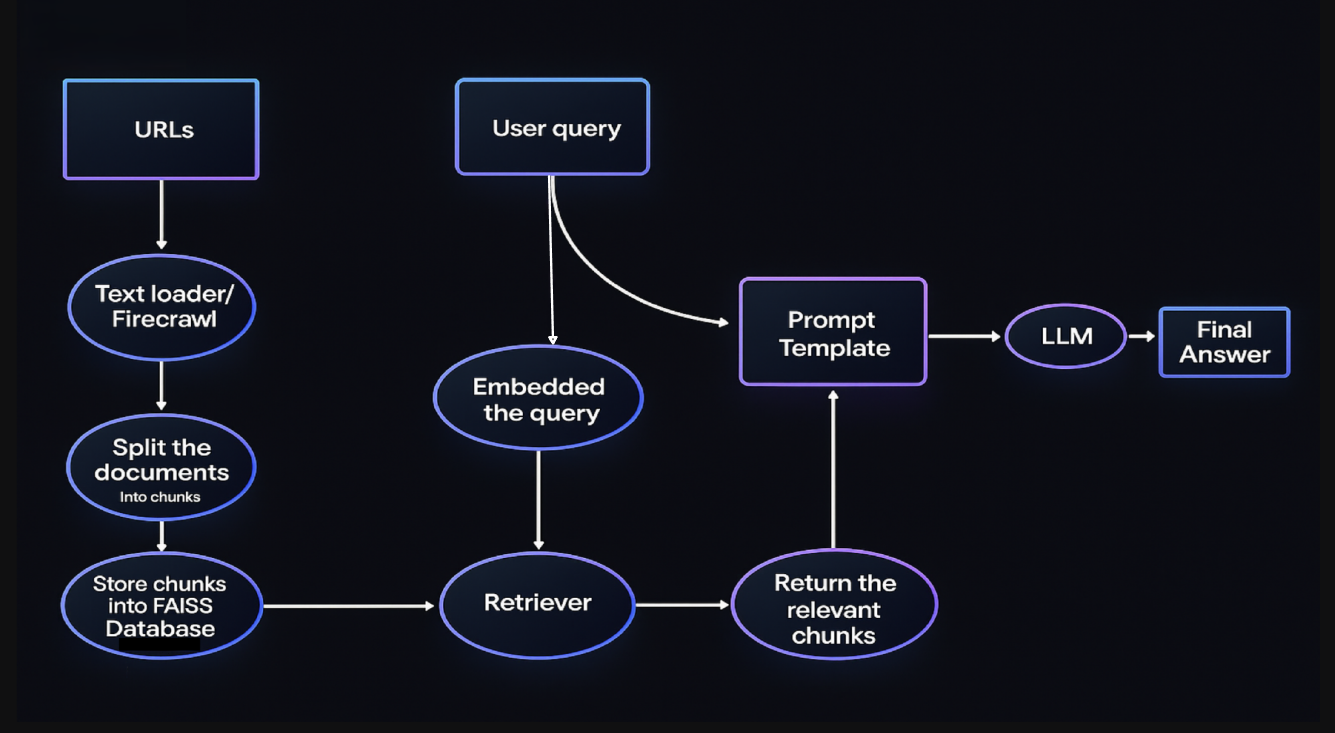 URLs
User query
Text loader/
Firecrawl
Prompt
Template
LLM
Final
Answer
Embedded
the query
Split the
documents
Into chunks
Store chunks
into FAISS
Database
Retriever
Return the
relevant
chunks